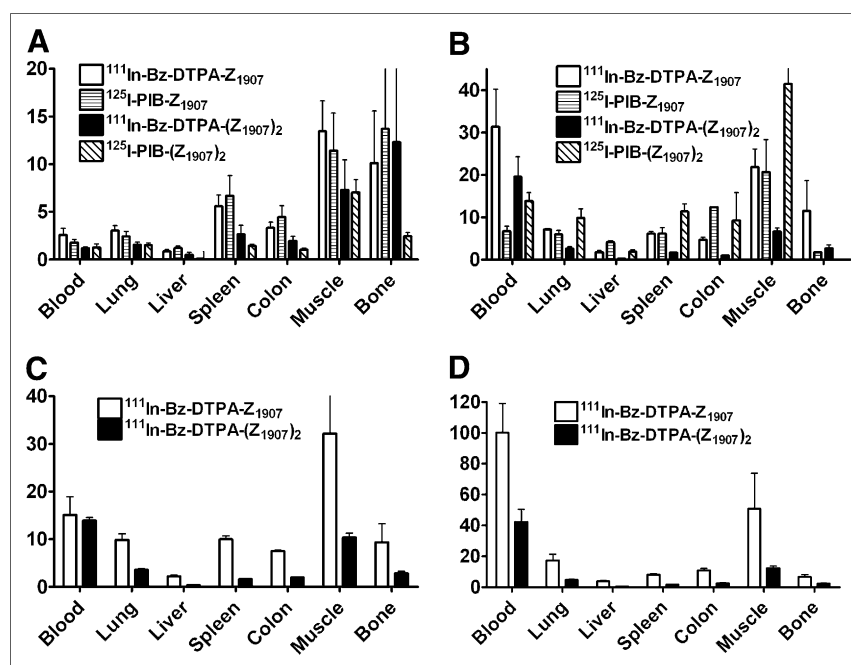 A
20
15
10
5
0
¹¹¹In-Bz-DTPA-Z₁₉₀₇
¹²⁵I-PIB-Z₁₉₀₇
¹¹¹In-Bz-DTPA-(Z₁₉₀₇)₂
¹²⁵I-PIB-(Z₁₉₀₇)₂
Blood Lung Liver Spleen Colon Muscle Bone
B
40
30
20
10
0
¹¹¹In-Bz-DTPA-Z₁₉₀₇
¹²⁵I-PIB-Z₁₉₀₇
¹¹¹In-Bz-DTPA-(Z₁₉₀₇)₂
¹²⁵I-PIB-(Z₁₉₀₇)₂
Blood Lung Liver Spleen Colon Muscle Bone
C
40
30
20
10
0
¹¹¹In-Bz-DTPA-Z₁₉₀₇
¹¹¹In-Bz-DTPA-(Z₁₉₀₇)₂
Blood Lung Liver Spleen Colon Muscle Bone
D
120
100
80
60
40
20
0
¹¹¹In-Bz-DTPA-Z₁₉₀₇
¹¹¹In-Bz-DTPA-(Z₁₉₀₇)₂
Blood Lung Liver Spleen Colon Muscle Bone